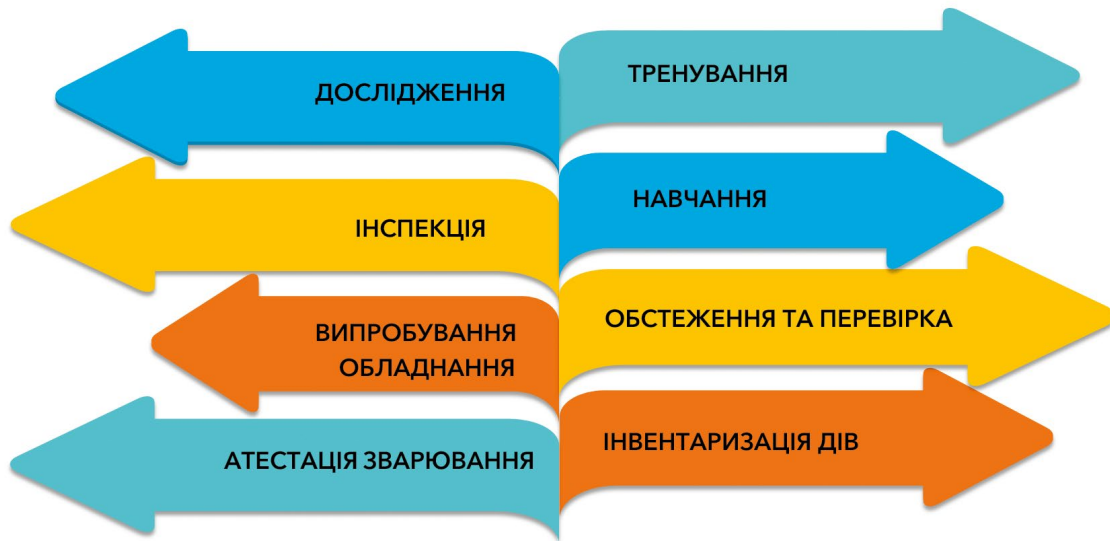 ДОСЛІДЖЕННЯ
ІНСПЕКЦІЯ
ВИПРОБУВАННЯ
ОБЛАДНАННЯ
АТЕСТАЦІЯ ЗВАРЮВАННЯ
ТРЕНУВАННЯ
НАВЧАННЯ
ОБСТЕЖЕННЯ ТА ПЕРЕВІРКА
ІНВЕНТАРИЗАЦІЯ ДІВ